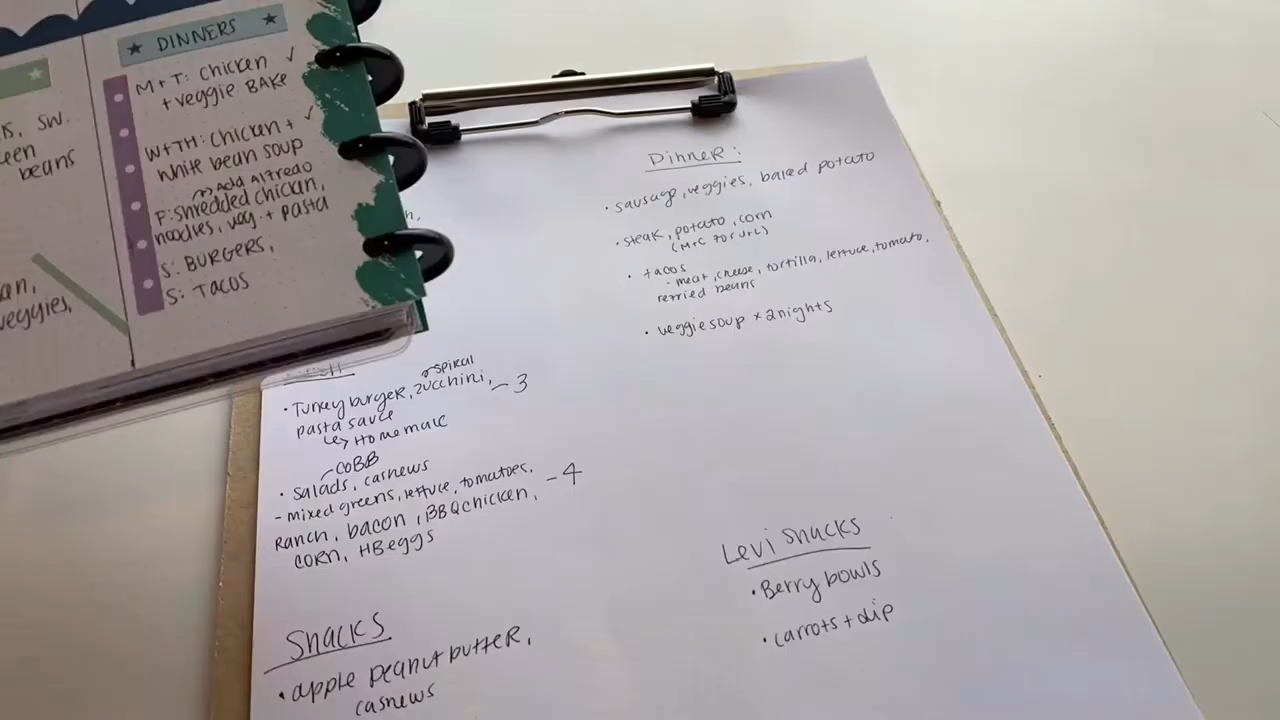 DINNERS
M+T: Chicken ✓
+ veggie BAKE
W+TH: Chicken + ✓
white bean soup
Add Alfredo
F: shredded chicken,
noodles, veg. + pasta
S: BURGERS,
S: TACOS
SW.
beans
veggies,
Dinner:
• sausage, veggies, baked potato
• steak, potato, corn
(M+C for U+L)
• tacos
- meat, cheese, tortilla, lettuce, tomato,
refried beans
• veggie soup × 2 nights
spiral
• Turkey burger, zucchini, - 3
pasta sauce
↳ Homemade
COBB
• salads, cashews
- mixed greens, lettuce, tomatoes, - 4
Ranch, bacon, BBQ chicken,
corn, HB eggs
Snacks
• apple peanut butter,
cashews
Levi Snacks
• Berry bowls
• carrots + dip